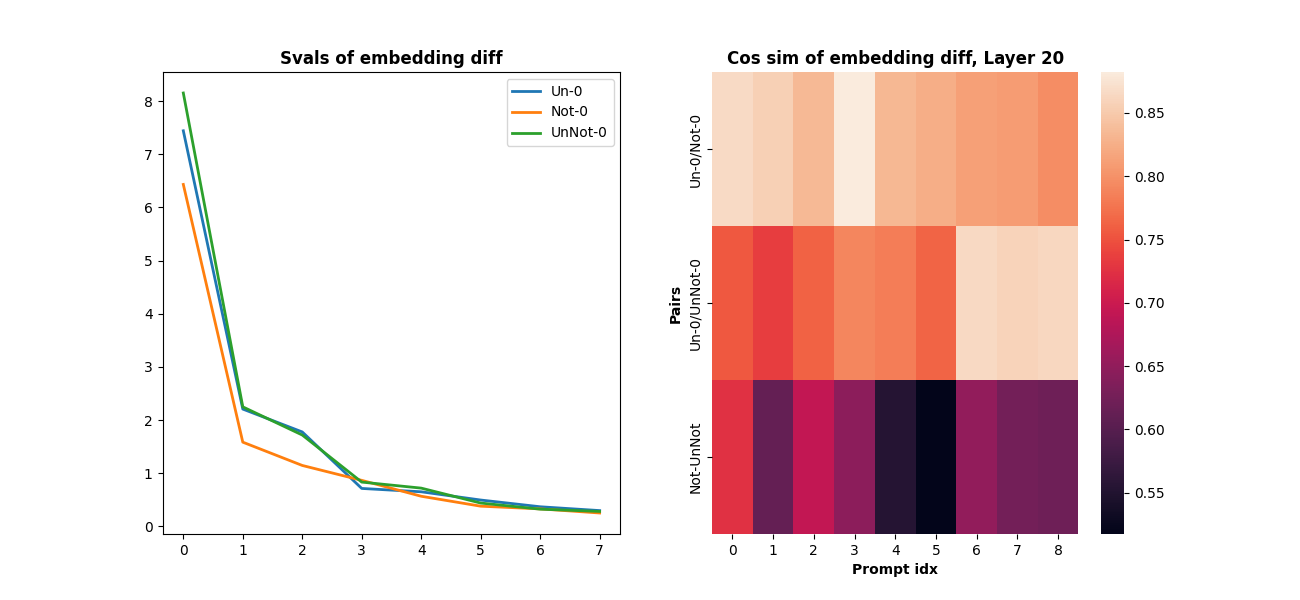 Svals of embedding diff
8
7
6
5
4
3
2
1
0
0 1 2 3 4 5 6 7
Un-0
Not-0
UnNot-0
Cos sim of embedding diff, Layer 20
Pairs
Un-0/Not-0
Un-0/UnNot-0
Not-UnNot
0 1 2 3 4 5 6 7 8
Prompt idx
0.85
0.80
0.75
0.70
0.65
0.60
0.55